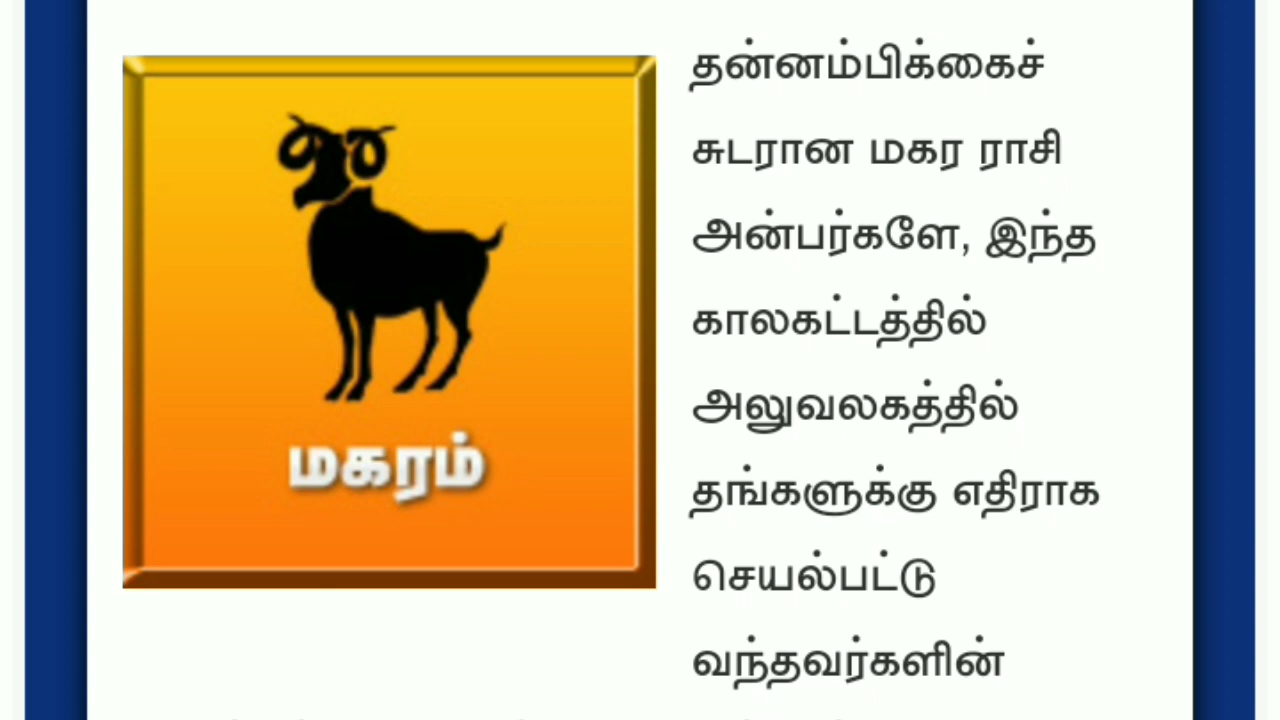 மகரம்
தன்னம்பிக்கைச்
சுடரான மகர ராசி
அன்பர்களே, இந்த
காலகட்டத்தில்
அலுவலகத்தில்
தங்களுக்கு எதிராக
செயல்பட்டு
வந்தவர்களின்